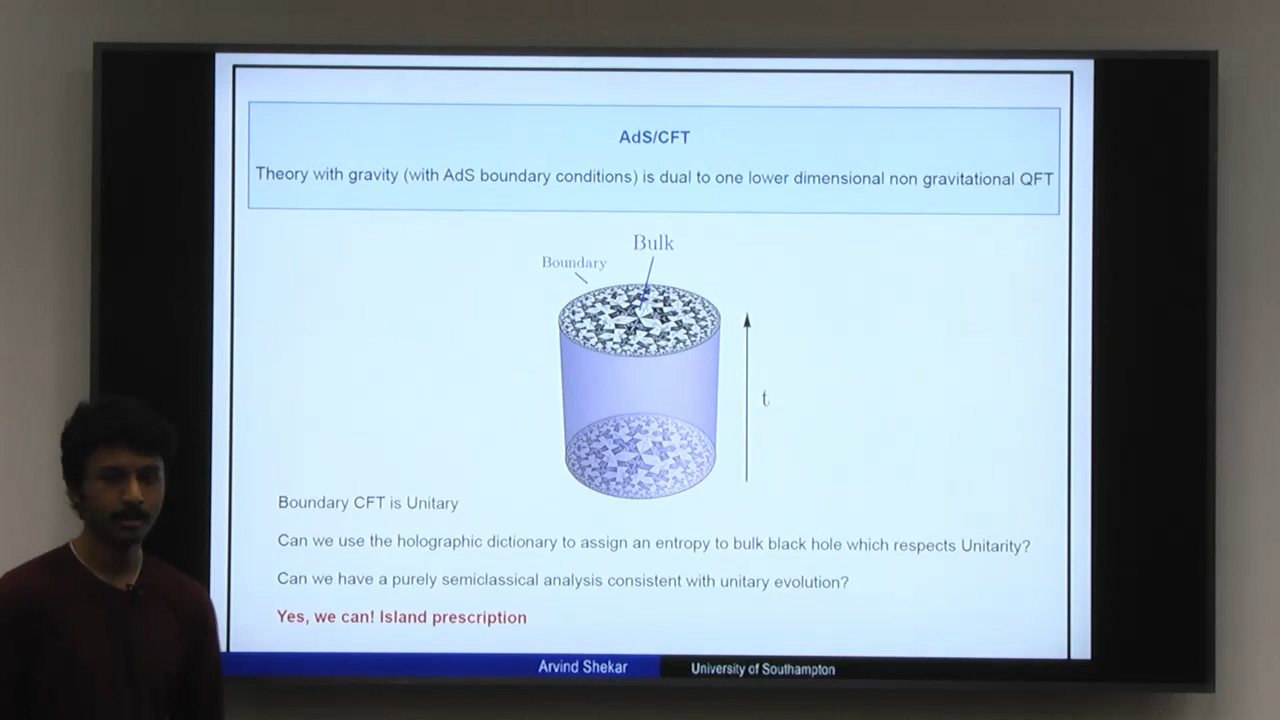 AdS/CFT
Theory with gravity (with AdS boundary conditions) is dual to one lower dimensional non gravitational QFT
Bulk
Boundary
t
Boundary CFT is Unitary
Can we use the holographic dictionary to assign an entropy to bulk black hole which respects Unitarity?
Can we have a purely semiclassical analysis consistent with unitary evolution?
Yes, we can! Island prescription
Arvind Shekar
University of Southampton